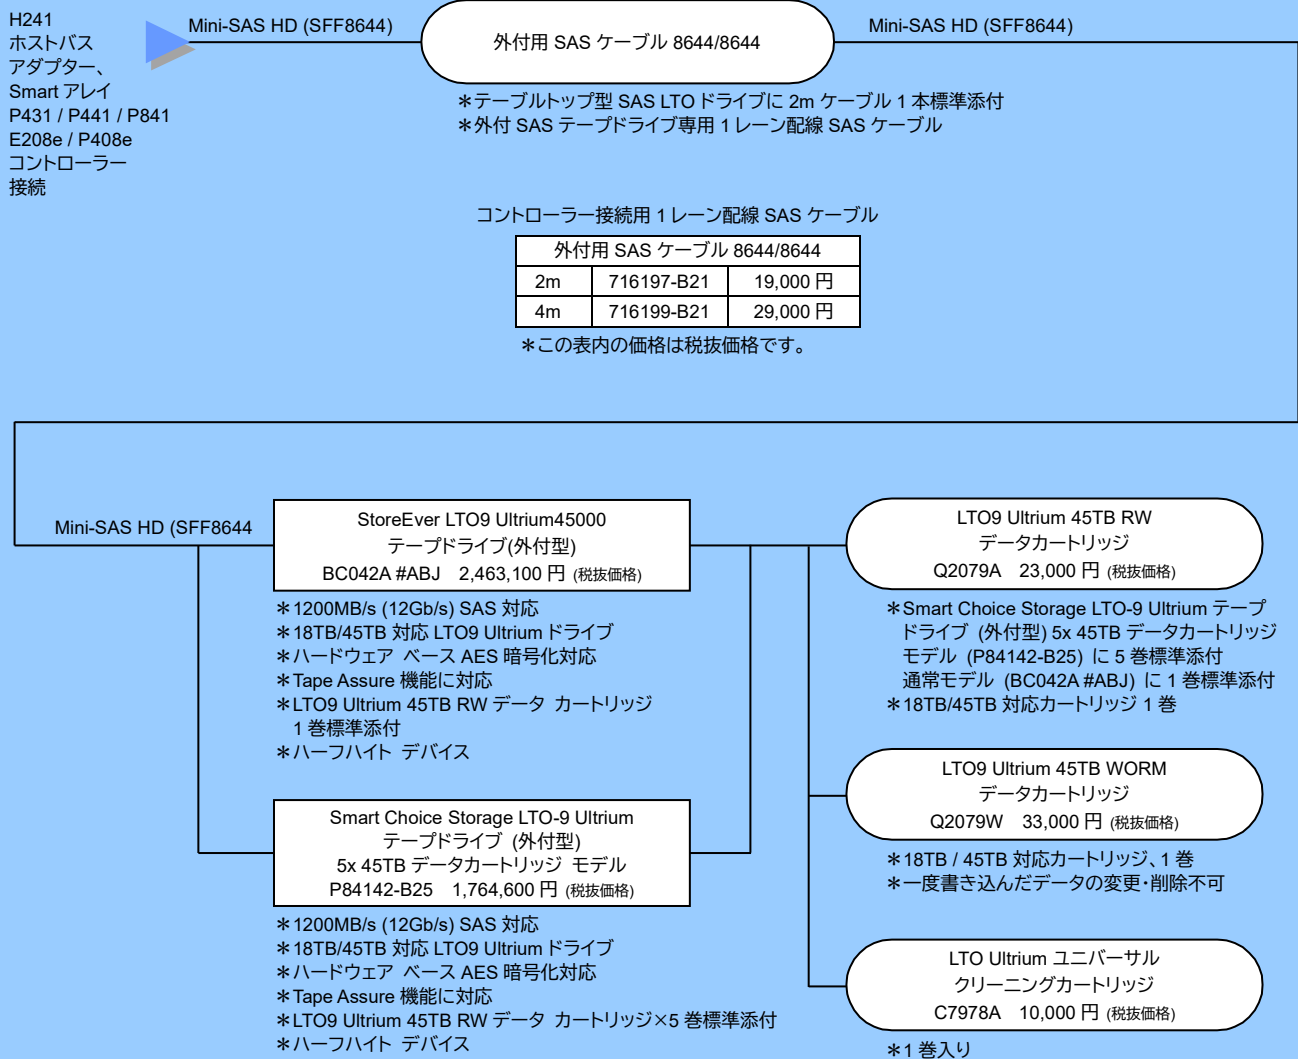 H241
ホストバス
アダプター、
Smart アレイ
P431 / P441 / P841
E208e / P408e
コントローラー
接続
Mini-SAS HD (SFF8644)
外付用 SAS ケーブル 8644/8644
Mini-SAS HD (SFF8644)
＊テーブルトップ型 SAS LTO ドライブに 2m ケーブル 1 本標準添付
＊外付 SAS テープドライブ専用 1 レーン配線 SAS ケーブル
コントローラー接続用 1 レーン配線 SAS ケーブル
外付用 SAS ケーブル 8644/8644
2m 716197-B21 19,000 円
4m 716199-B21 29,000 円
＊この表内の価格は税抜価格です。
Mini-SAS HD (SFF8644
StoreEver LTO9 Ultrium45000
テープドライブ(外付型)
BC042A #ABJ 2,463,100 円 (税抜価格)
＊1200MB/s (12Gb/s) SAS 対応
＊18TB/45TB 対応 LTO9 Ultrium ドライブ
＊ハードウェア ベース AES 暗号化対応
＊Tape Assure 機能に対応
＊LTO9 Ultrium 45TB RW データ カートリッジ
1 巻標準添付
＊ハーフハイト デバイス
Smart Choice Storage LTO-9 Ultrium
テープドライブ (外付型)
5x 45TB データカートリッジ モデル
P84142-B25 1,764,600 円 (税抜価格)
＊1200MB/s (12Gb/s) SAS 対応
＊18TB/45TB 対応 LTO9 Ultrium ドライブ
＊ハードウェア ベース AES 暗号化対応
＊Tape Assure 機能に対応
＊LTO9 Ultrium 45TB RW データ カートリッジ×5 巻標準添付
＊ハーフハイト デバイス
LTO9 Ultrium 45TB RW
データカートリッジ
Q2079A 23,000 円 (税抜価格)
＊Smart Choice Storage LTO-9 Ultrium テープ
ドライブ (外付型) 5x 45TB データカートリッジ
モデル (P84142-B25) に 5 巻標準添付
通常モデル (BC042A #ABJ) に 1 巻標準添付
＊18TB/45TB 対応カートリッジ 1 巻
LTO9 Ultrium 45TB WORM
データカートリッジ
Q2079W 33,000 円 (税抜価格)
＊18TB / 45TB 対応カートリッジ、1 巻
＊一度書き込んだデータの変更・削除不可
LTO Ultrium ユニバーサル
クリーニングカートリッジ
C7978A 10,000 円 (税抜価格)
＊1 巻入り